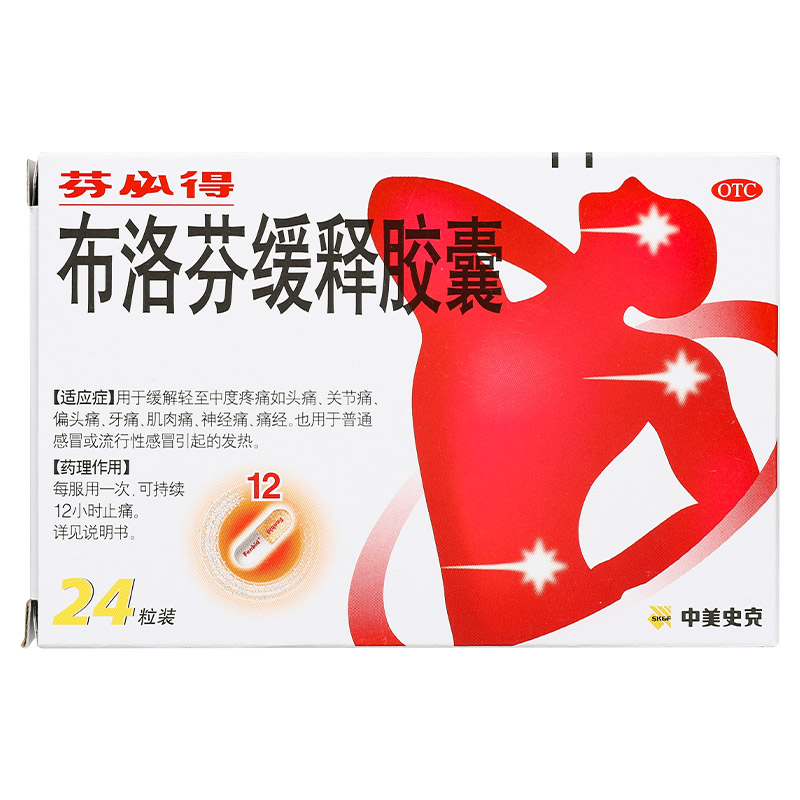 芬必得
OTC
布洛芬缓释胶囊
【适应症】用于缓解轻至中度疼痛如头痛、关节痛、
偏头痛、牙痛、肌肉痛、神经痛、痛经。也用于普通
感冒或流行性感冒引起的发热。
【药理作用】
每服用一次,可持续
12小时止痛。
详见说明书。
12
Fenbid
Fenbid
24粒装
SK&F
中美史克